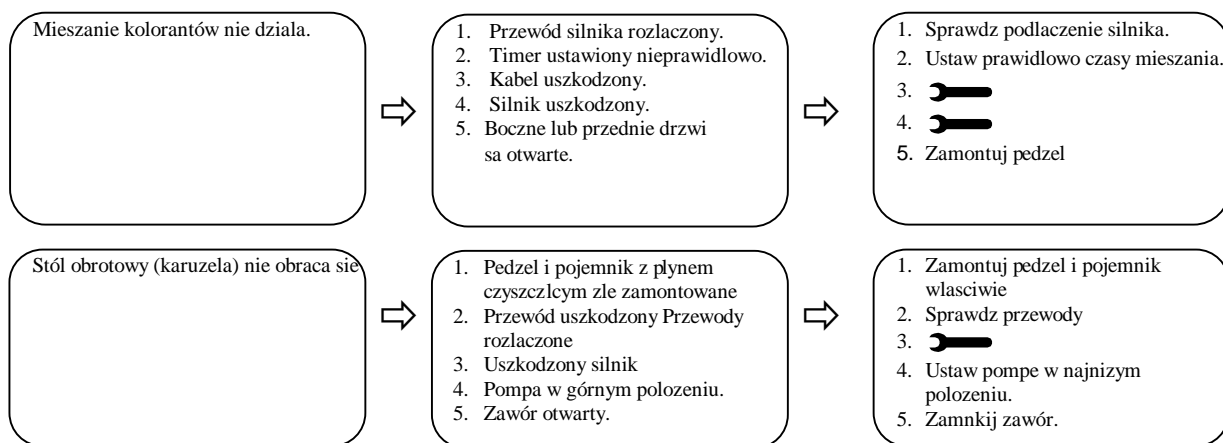 Mieszanie kolorantów nie dziala.
1. Przewód silnika rozlaczony.
2. Timer ustawiony nieprawidlowo.
3. Kabel uszkodzony.
4. Silnik uszkodzony.
5. Boczne lub przednie drzwi
sa otwarte.
1. Sprawdz podlaczenie silnika.
2. Ustaw prawidlowo czasy mieszania.
3.
4.
5. Zamontuj pedzel
Stól obrotowy (karuzela) nie obraca sie
1. Pedzel i pojemnik z plynem
czyszczlcym zle zamontowane
2. Przewód uszkodzony Przewody
rozlaczone
3. Uszkodzony silnik
4. Pompa w górnym polozeniu.
5. Zawór otwarty.
1. Zamontuj pedzel i pojemnik
wlasciwie
2. Sprawdz przewody
3.
4. Ustaw pompe w najnizym
polozeniu.
5. Zamnkij zawór.